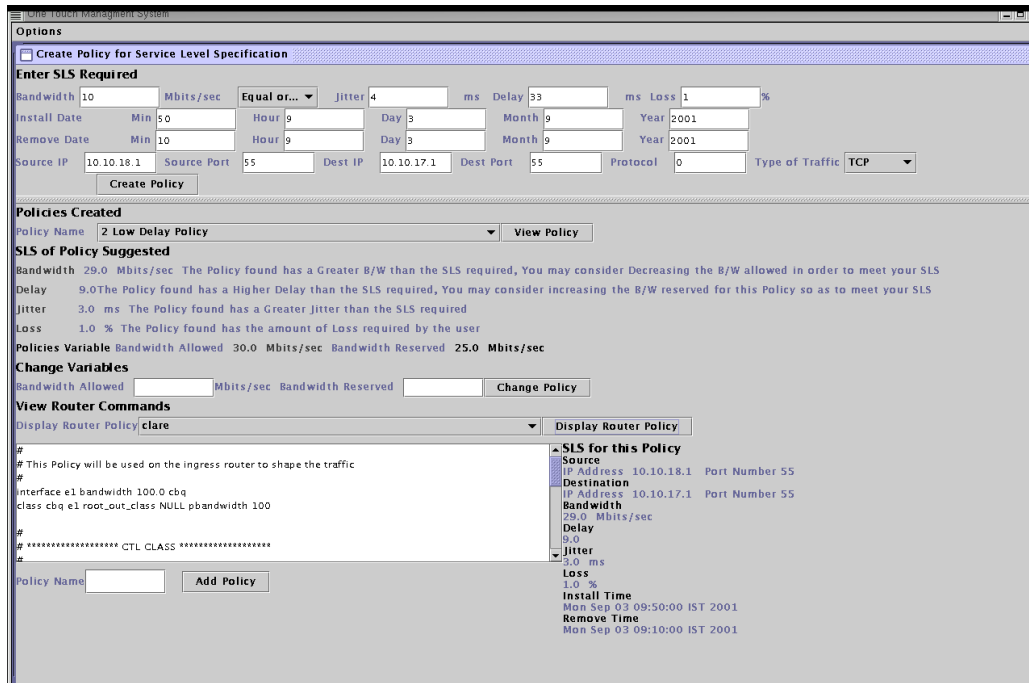 One Touch Managment System
Options
Create Policy for Service Level Specification
Enter SLS Required
Bandwidth 10 Mbits/sec Equal or... Jitter 4 ms Delay 33 ms Loss 1 %
Install Date Min 50 Hour 9 Day 3 Month 9 Year 2001
Remove Date Min 10 Hour 9 Day 3 Month 9 Year 2001
Source IP 10.10.18.1 Source Port 55 Dest IP 10.10.17.1 Dest Port 55 Protocol 0 Type of Traffic TCP
Create Policy
Policies Created
Policy Name 2 Low Delay Policy View Policy
SLS of Policy Suggested
Bandwidth 29.0 Mbits/sec The Policy found has a Greater B/W than the SLS required, You may consider Decreasing the B/W allowed in order to meet your SLS
Delay 9.0The Policy found has a Higher Delay than the SLS required, You may consider increasing the B/W reserved for this Policy so as to meet your SLS
Jitter 3.0 ms The Policy found has a Greater Jitter than the SLS required
Loss 1.0 % The Policy found has the amount of Loss required by the user
Policies Variable Bandwidth Allowed 30.0 Mbits/sec Bandwidth Reserved 25.0 Mbits/sec
Change Variables
Bandwidth Allowed Mbits/sec Bandwidth Reserved Change Policy
View Router Commands
Display Router Policy clare Display Router Policy
#
# This Policy will be used on the ingress router to shape the traffic
#
interface e1 bandwidth 100.0 cbq
class cbq e1 root_out_class NULL pbandwidth 100
#
# ******************* CTL CLASS *******************
#
Policy Name Add Policy
SLS for this Policy
Source
IP Address 10.10.18.1 Port Number 55
Destination
IP Address 10.10.17.1 Port Number 55
Bandwidth
29.0 Mbits/sec
Delay
9.0
Jitter
3.0 ms
Loss
1.0 %
Install Time
Mon Sep 03 09:50:00 IST 2001
Remove Time
Mon Sep 03 09:10:00 IST 2001